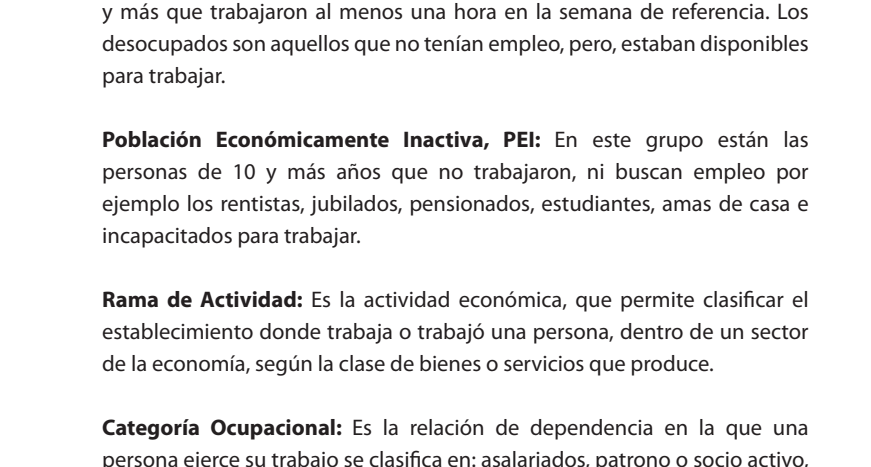 y más que trabajaron al menos una hora en la semana de referencia. Los
desocupados son aquellos que no tenían empleo, pero, estaban disponibles
para trabajar.
Población Económicamente Inactiva, PEI: En este grupo están las
personas de 10 y más años que no trabajaron, ni buscan empleo por
ejemplo los rentistas, jubilados, pensionados, estudiantes, amas de casa e
incapacitados para trabajar.
Rama de Actividad: Es la actividad económica, que permite clasificar el
establecimiento donde trabaja o trabajó una persona, dentro de un sector
de la economía, según la clase de bienes o servicios que produce.
Categoría Ocupacional: Es la relación de dependencia en la que una
persona ejerce su trabajo se clasifica en: asalariados, patrono o socio activo,